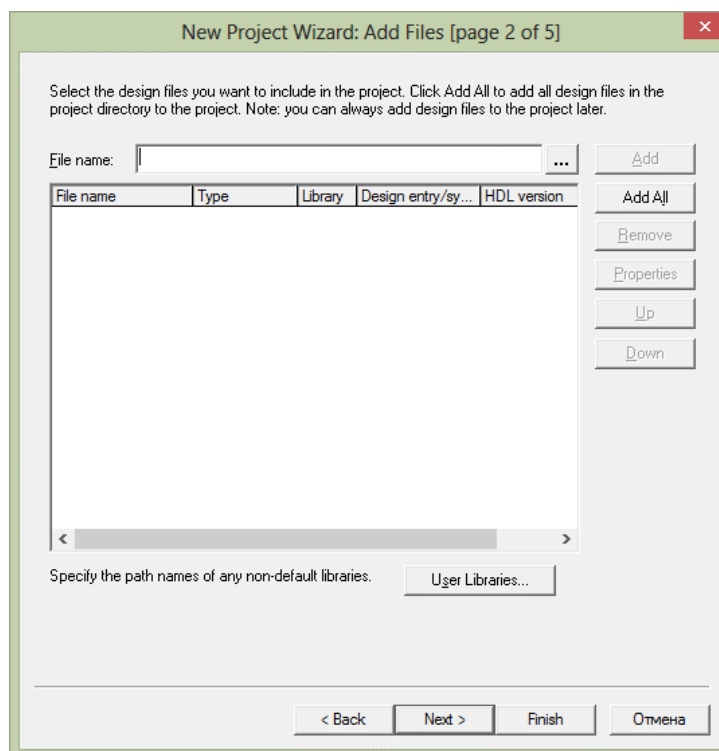 New Project Wizard: Add Files [page 2 of 5]
Select the design files you want to include in the project. Click Add All to add all design files in the
project directory to the project. Note: you can always add design files to the project later.
File name: ... Add
File name Type Library Design entry/sy... HDL version Add All
Remove
Properties
Up
Down
Specify the path names of any non-default libraries. User Libraries...
< Back Next > Finish Отмена